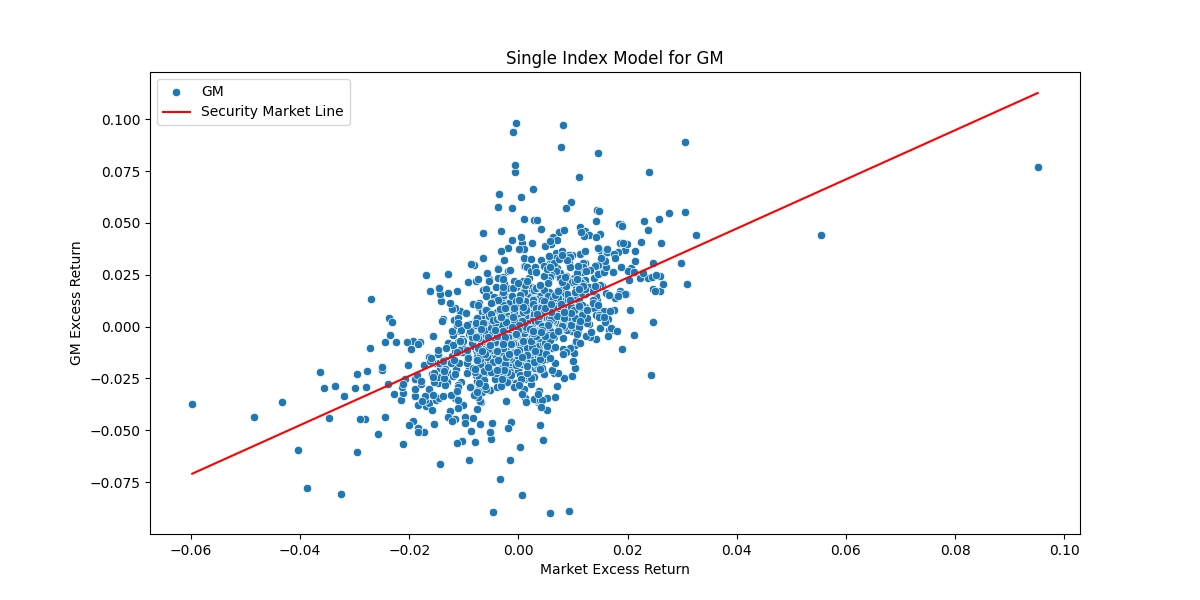 Single Index Model for GM
GM
Security Market Line
0.100
0.075
0.050
0.025
0.000
−0.025
−0.050
−0.075
GM Excess Return
−0.06 −0.04 −0.02 0.00 0.02 0.04 0.06 0.08 0.10
Market Excess Return